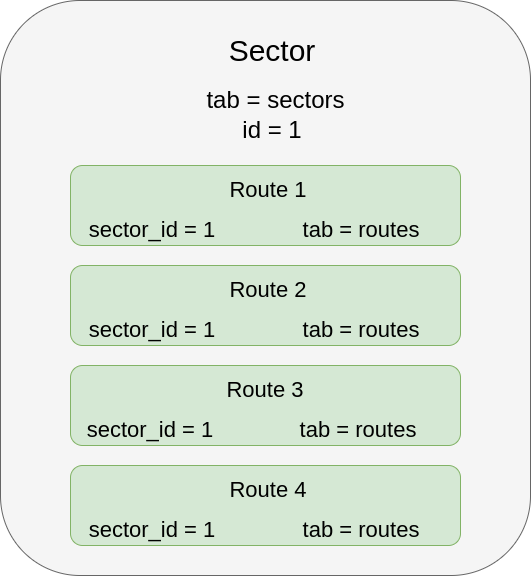 Sector
tab = sectors
id = 1
Route 1
sector_id = 1 tab = routes
Route 2
sector_id = 1 tab = routes
Route 3
sector_id = 1 tab = routes
Route 4
sector_id = 1 tab = routes